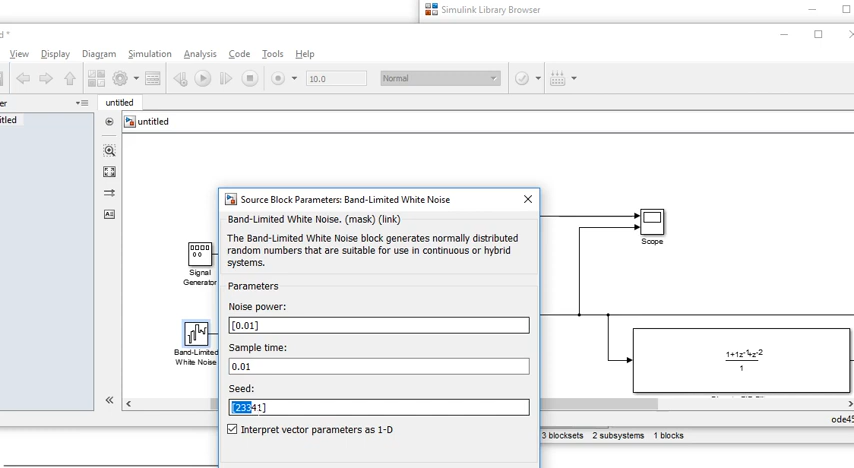 Simulink Library Browser
View Display Diagram Simulation Analysis Code Tools Help
10.0 Normal
untitled
untitled
Source Block Parameters: Band-Limited White Noise
Band-Limited White Noise. (mask) (link)
The Band-Limited White Noise block generates normally distributed
random numbers that are suitable for use in continuous or hybrid
systems.
Parameters
Noise power:
[0.01]
Sample time:
0.01
Seed:
[23341]
Interpret vector parameters as 1-D
Signal
Generator
Band-Limited
White Noise
Scope
1+1z⁻¹+z⁻²
1
ode45
3 blocksets 2 subsystems 1 blocks